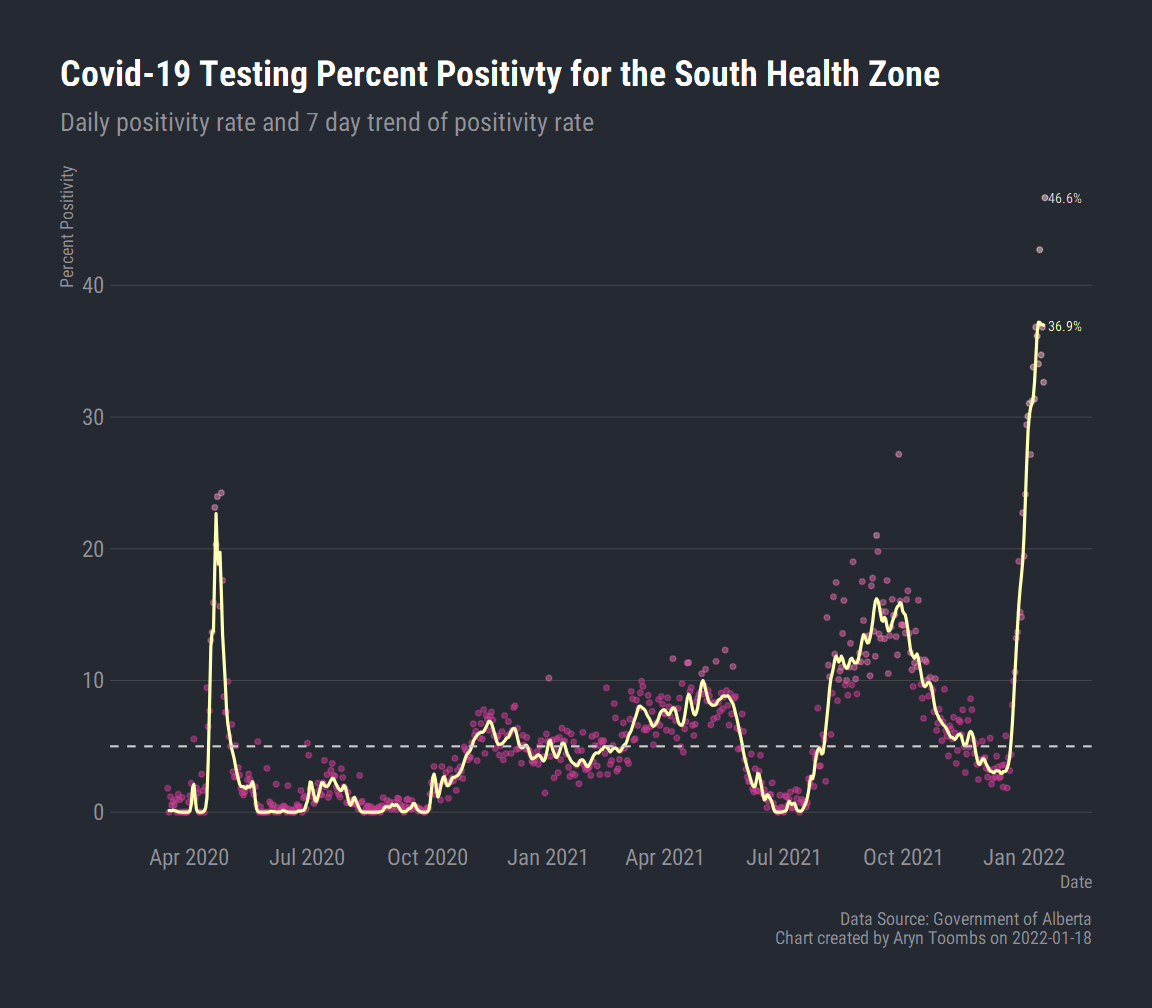 Covid-19 Testing Percent Positivty for the South Health Zone
Daily positivity rate and 7 day trend of positivity rate
Percent Positivity
46.6%
40
36.9%
30
20
10
0
Apr 2020 Jul 2020 Oct 2020 Jan 2021 Apr 2021 Jul 2021 Oct 2021 Jan 2022
Date
Data Source: Government of Alberta
Chart created by Aryn Toombs on 2022-01-18